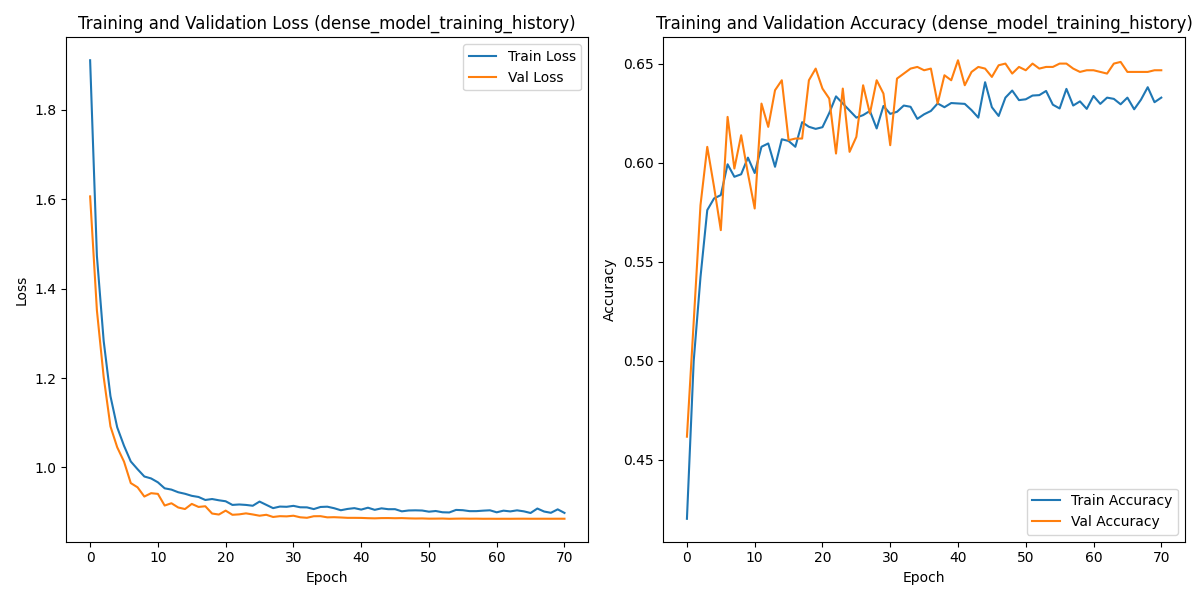 Training and Validation Loss (dense_model_training_history)
Train Loss
Val Loss
1.8
1.6
1.4
1.2
1.0
Loss
0 10 20 30 40 50 60 70
Epoch
Training and Validation Accuracy (dense_model_training_history)
0.65
0.60
0.55
0.50
0.45
Accuracy
Train Accuracy
Val Accuracy
0 10 20 30 40 50 60 70
Epoch